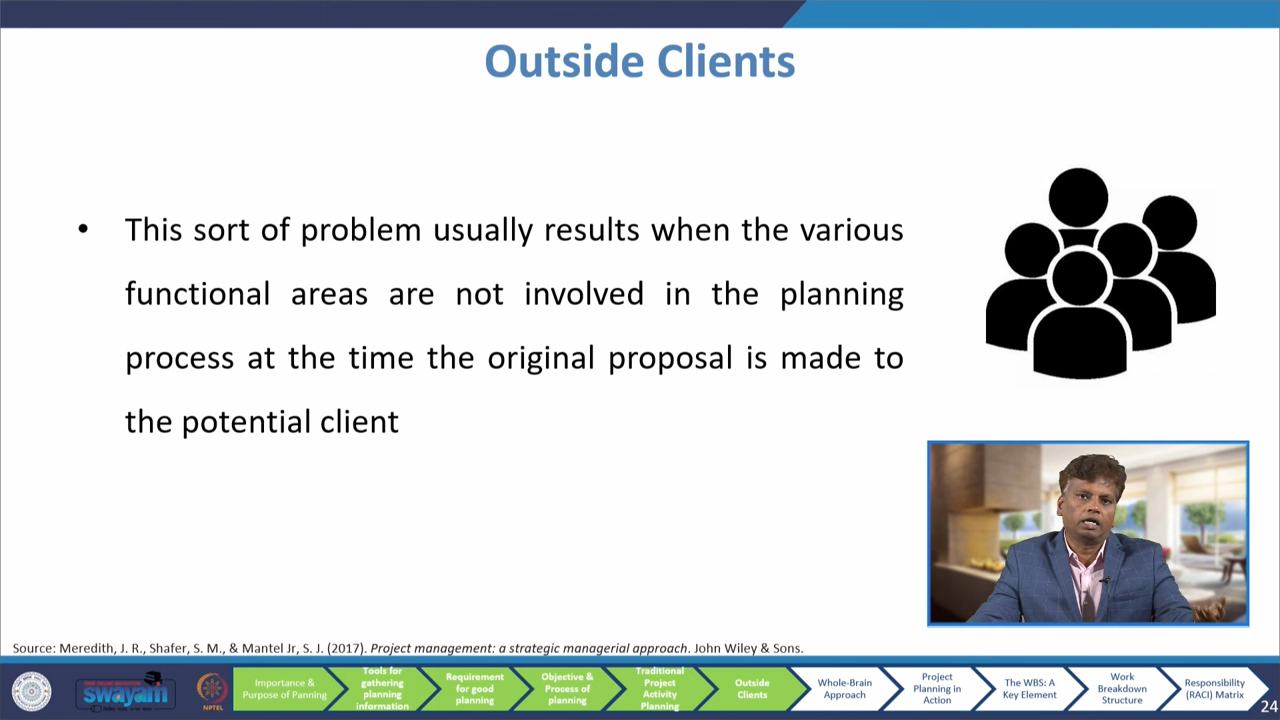 Outside Clients
• This sort of problem usually results when the various
functional areas are not involved in the planning
process at the time the original proposal is made to
the potential client
Source: Meredith, J. R., Shafer, S. M., & Mantel Jr, S. J. (2017). Project management: a strategic managerial approach. John Wiley & Sons.
swayam
NPTEL
Importance &
Purpose of Planning
Tools for
gathering
planning
information
Requirement
for good
planning
Objective &
Process of
planning
Traditional
Project
Activity
Planning
Outside
Clients
Whole-Brain
Approach
Project
Planning in
Action
The WBS: A
Key Element
Work
Breakdown
Structure
Responsibility
(RACI) Matrix
24